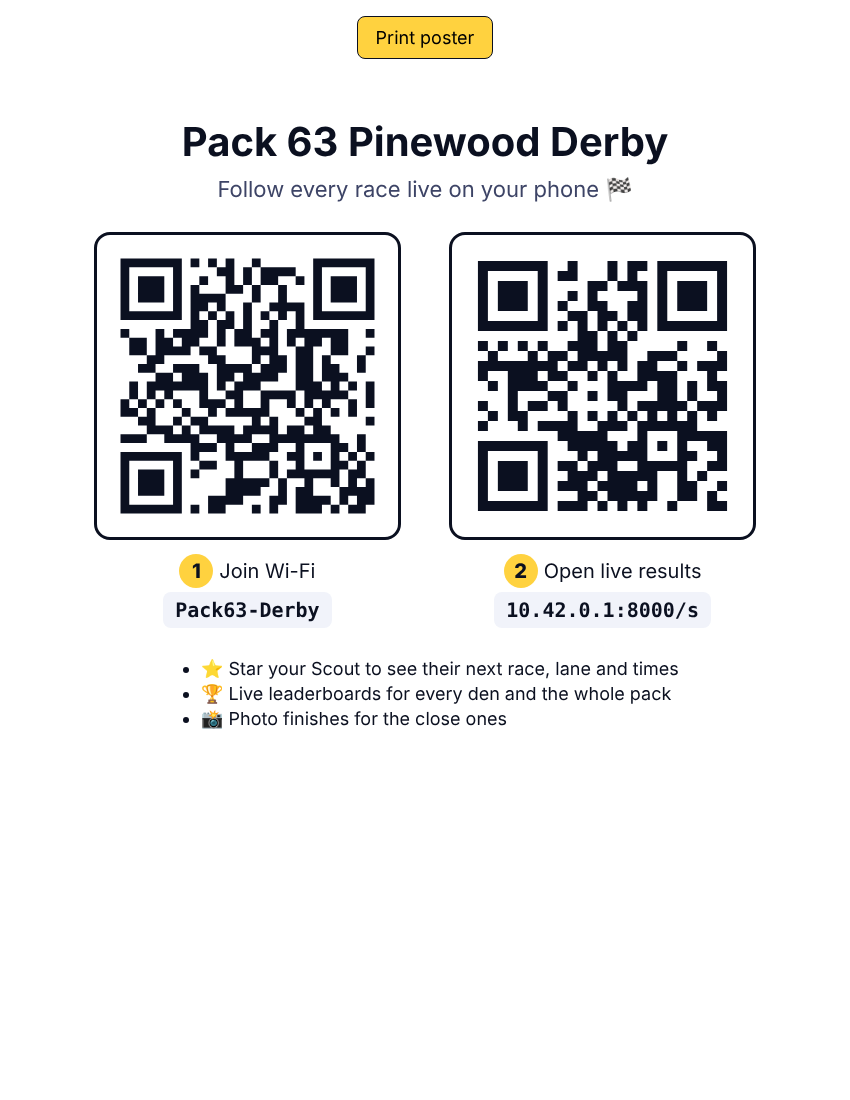 Print poster
Pack 63 Pinewood Derby
Follow every race live on your phone 🏁
1 Join Wi-Fi
Pack63-Derby
2 Open live results
10.42.0.1:8000/s
• ⭐ Star your Scout to see their next race, lane and times
• 🏆 Live leaderboards for every den and the whole pack
• 📸 Photo finishes for the close ones